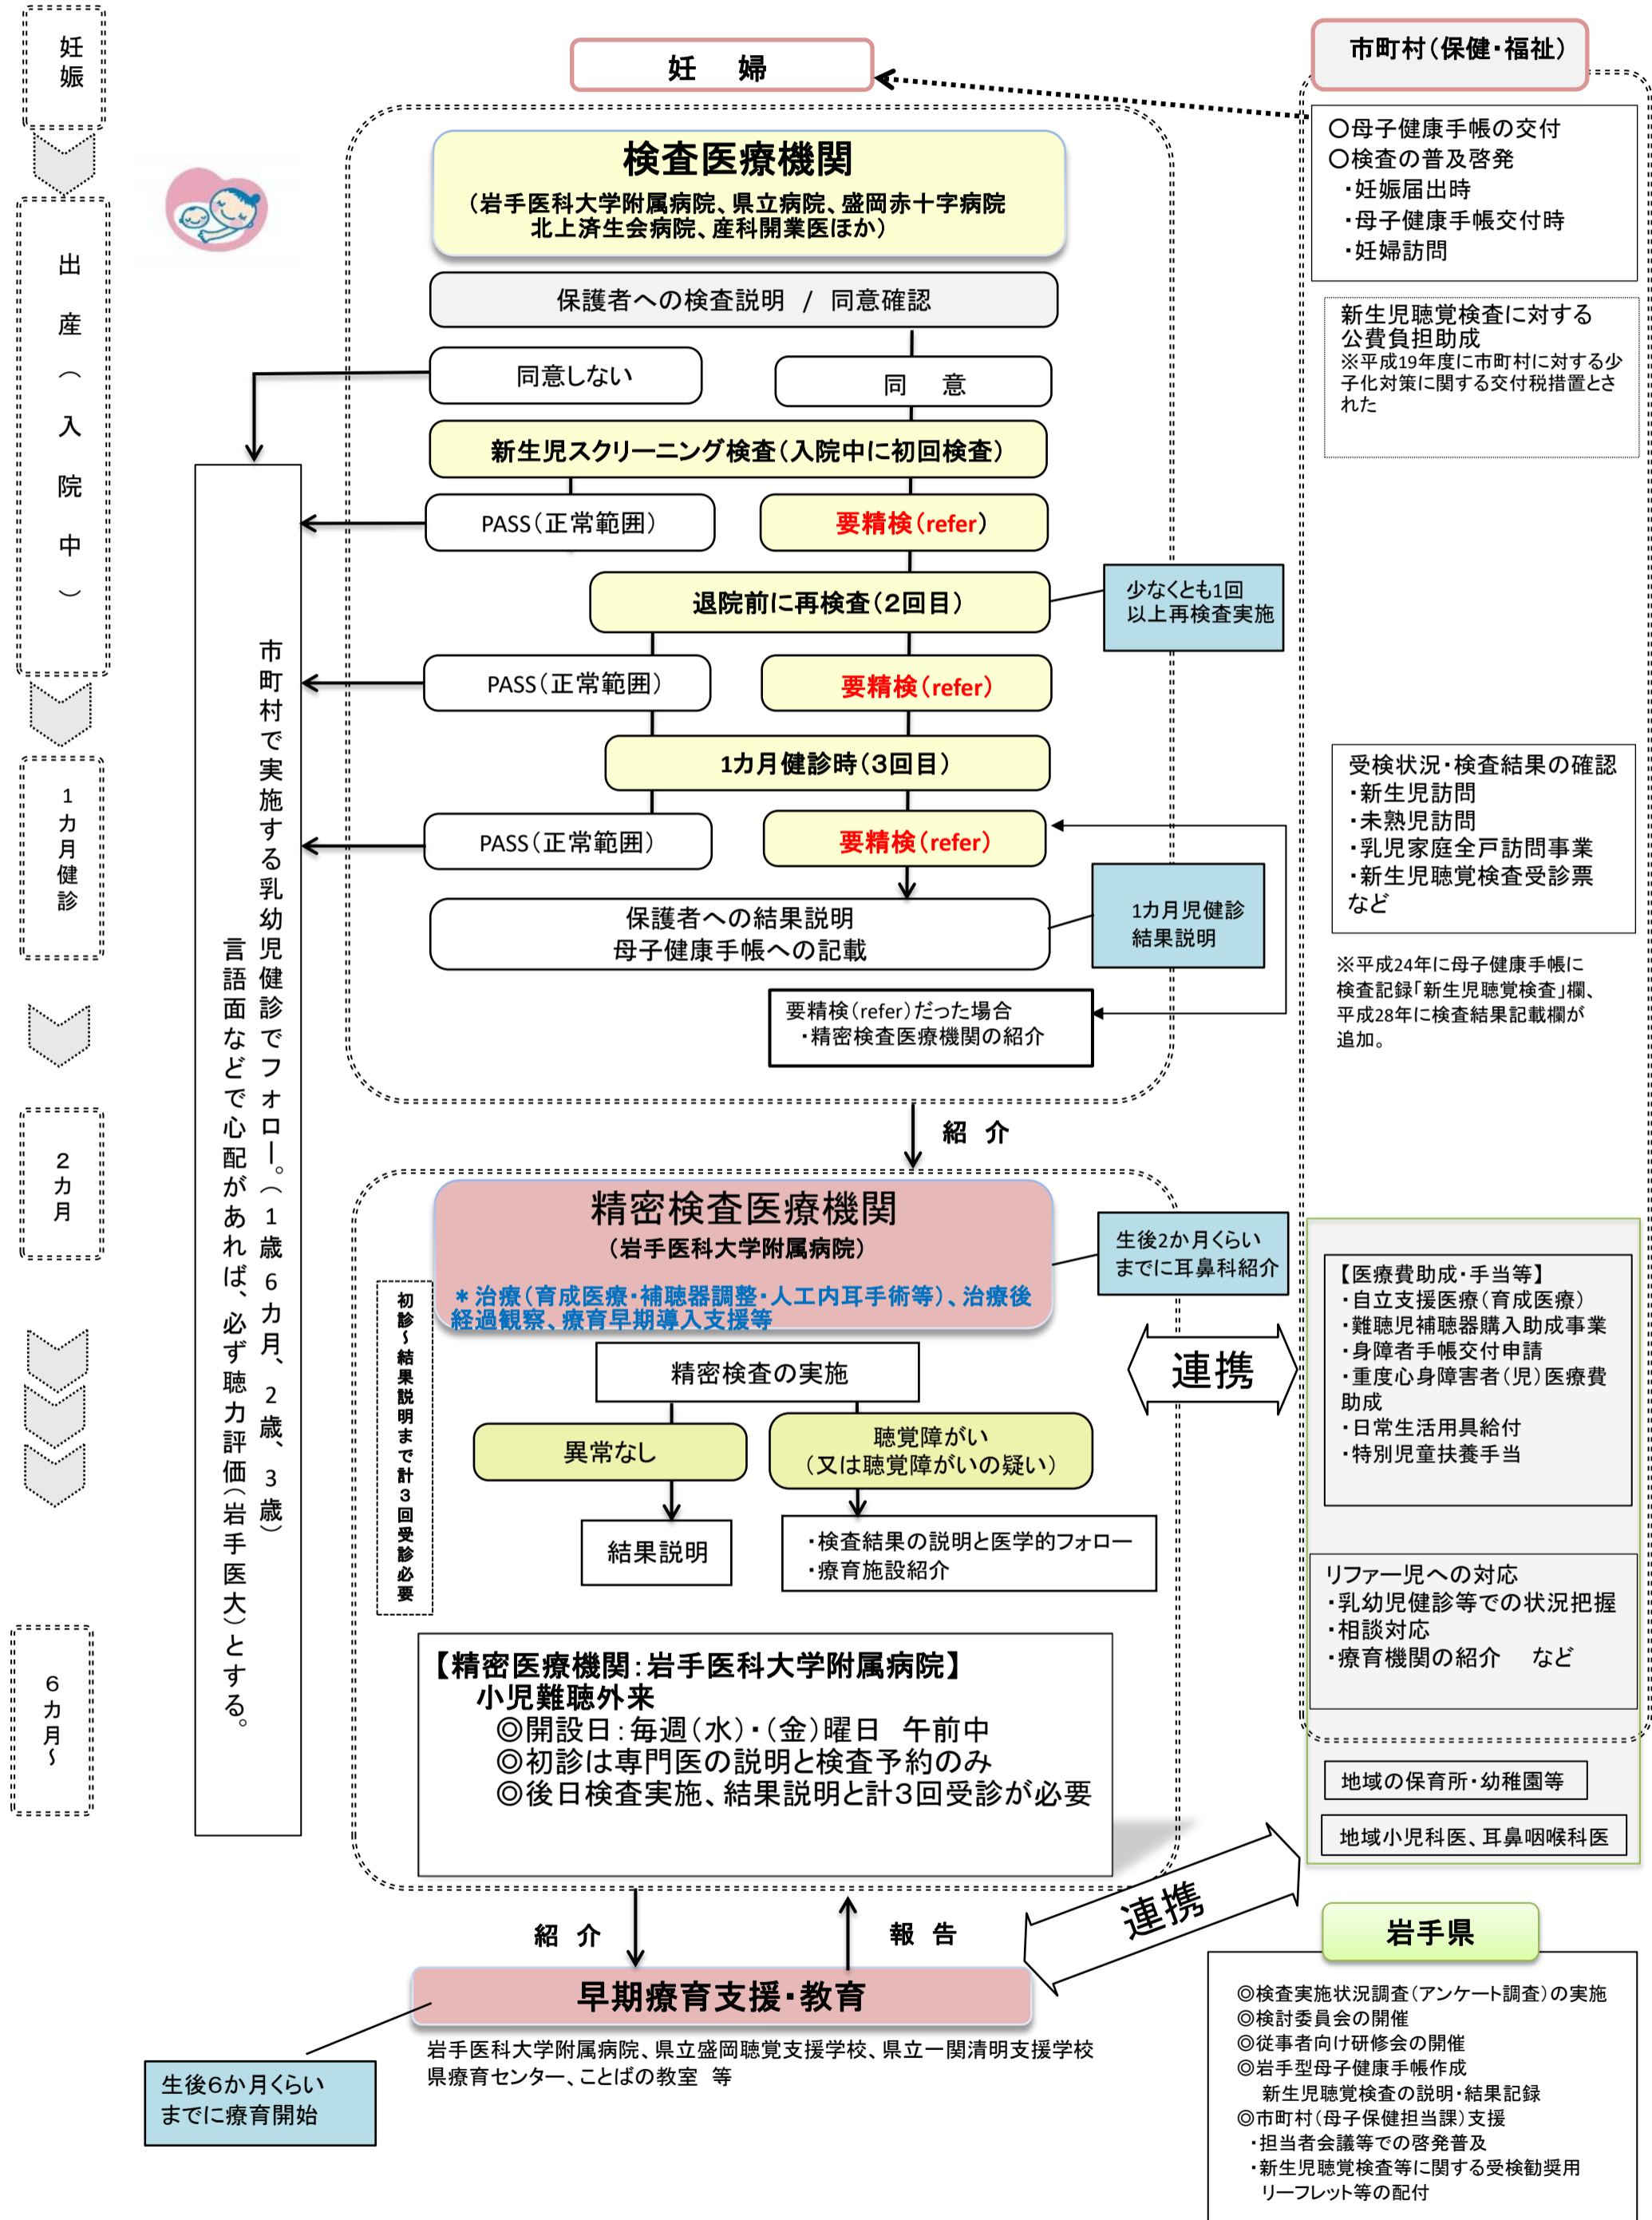 妊娠
出産（入院中）
1カ月健診
2カ月
6カ月～
妊　婦
検査医療機関
（岩手医科大学附属病院、県立病院、盛岡赤十字病院
北上済生会病院、産科開業医ほか）
保護者への検査説明 / 同意確認
同意しない
同　意
新生児スクリーニング検査（入院中に初回検査）
PASS（正常範囲）
要精検（refer）
退院前に再検査（２回目）
少なくとも1回
以上再検査実施
PASS（正常範囲）
要精検（refer）
1カ月健診時（３回目）
PASS（正常範囲）
要精検（refer）
保護者への結果説明
母子健康手帳への記載
1カ月児健診
結果説明
要精検（refer）だった場合
・精密検査医療機関の紹介
市町村で実施する乳幼児健診でフォロー。（1歳6カ月、2歳、3歳）
言語面などで心配があれば、必ず聴力評価（岩手医大）とする。
紹 介
精密検査医療機関
（岩手医科大学附属病院）
＊治療（育成医療・補聴器調整・人工内耳手術等）、治療後
経過観察、療育早期導入支援等
生後2か月くらい
までに耳鼻科紹介
初診～結果説明まで計３回受診必要
精密検査の実施
異常なし
聴覚障がい
（又は聴覚障がいの疑い）
結果説明
・検査結果の説明と医学的フォロー
・療育施設紹介
【精密医療機関：岩手医科大学附属病院】
小児難聴外来
◎開設日：毎週（水）・（金）曜日　午前中
◎初診は専門医の説明と検査予約のみ
◎後日検査実施、結果説明と計３回受診が必要
連携
紹 介
報 告
連携
早期療育支援・教育
岩手医科大学附属病院、県立盛岡聴覚支援学校、県立一関清明支援学校
県療育センター、ことばの教室 等
生後６か月くらい
までに療育開始
市町村（保健・福祉）
○母子健康手帳の交付
○検査の普及啓発
・妊娠届出時
・母子健康手帳交付時
・妊婦訪問
新生児聴覚検査に対する
公費負担助成
※平成19年度に市町村に対する少
子化対策に関する交付税措置とさ
れた
受検状況・検査結果の確認
・新生児訪問
・未熟児訪問
・乳児家庭全戸訪問事業
・新生児聴覚検査受診票
など
※平成24年に母子健康手帳に
検査記録「新生児聴覚検査」欄、
平成28年に検査結果記載欄が
追加。
【医療費助成・手当等】
・自立支援医療（育成医療）
・難聴児補聴器購入助成事業
・身障者手帳交付申請
・重度心身障害者（児）医療費
助成
・日常生活用具給付
・特別児童扶養手当
リファー児への対応
・乳幼児健診等での状況把握
・相談対応
・療育機関の紹介　など
地域の保育所・幼稚園等
地域小児科医、耳鼻咽喉科医
岩手県
◎検査実施状況調査（アンケート調査）の実施
◎検討委員会の開催
◎従事者向け研修会の開催
◎岩手型母子健康手帳作成
新生児聴覚検査の説明・結果記録
◎市町村（母子保健担当課）支援
・担当者会議等での啓発普及
・新生児聴覚検査等に関する受検勧奨用
リーフレット等の配付